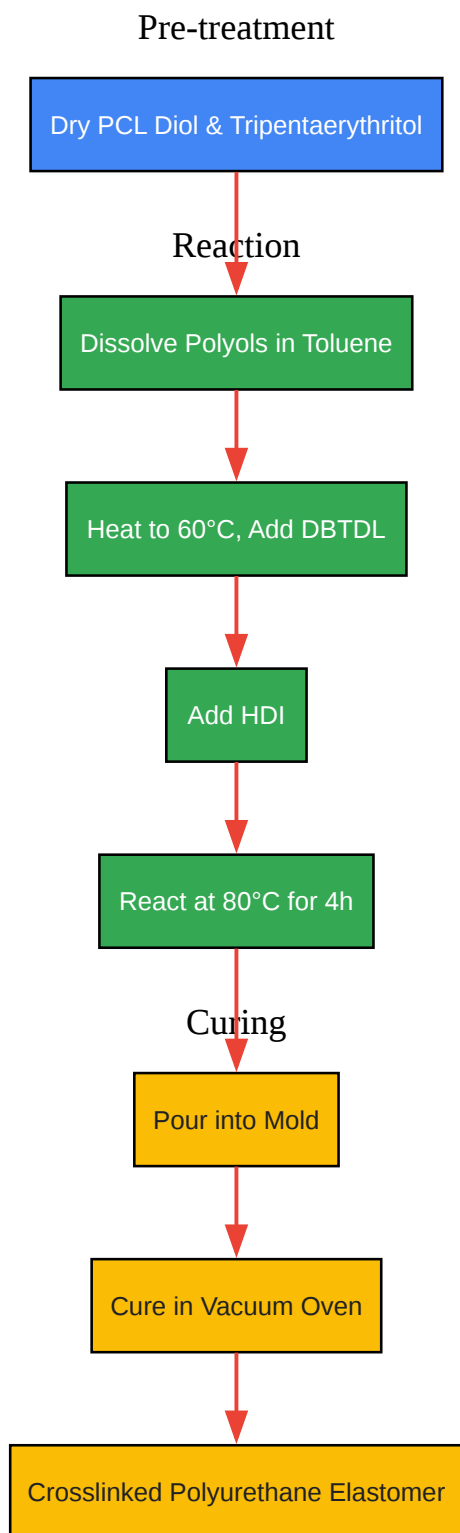 Pre-treatment
Dry PCL Diol & Tripentaerythritol
Reaction
Dissolve Polyols in Toluene
Heat to 60°C, Add DBTDL
Add HDI
React at 80°C for 4h
Curing
Pour into Mold
Cure in Vacuum Oven
Crosslinked Polyurethane Elastomer